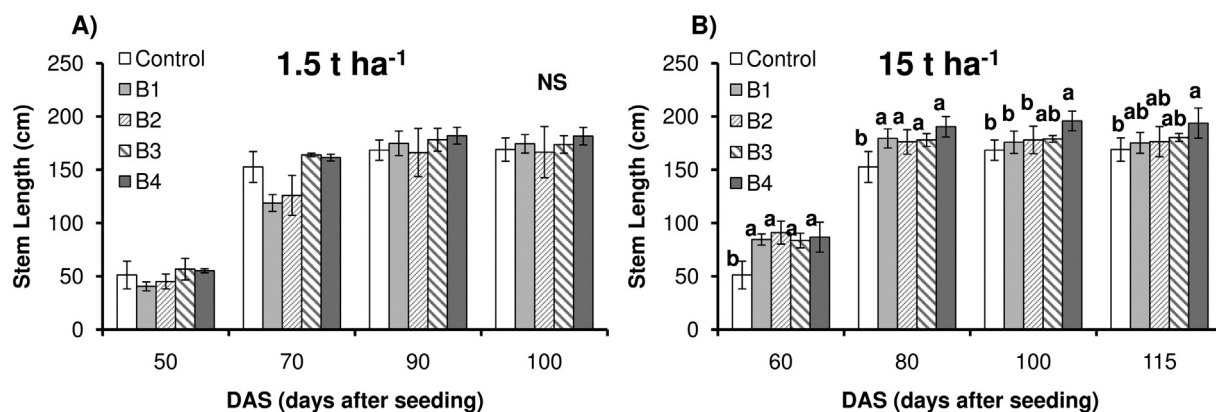 A)
1.5 t ha-1
NS
Control
B1
B2
B3
B4
250
200
150
100
50
0
Stem Length (cm)
50 70 90 100
DAS (days after seeding)
B)
15 t ha-1
Control
B1
B2
B3
B4
250
200
150
100
50
0
Stem Length (cm)
b a a a a
b a a a a
b b b ab a
b ab ab ab a
60 80 100 115
DAS (days after seeding)